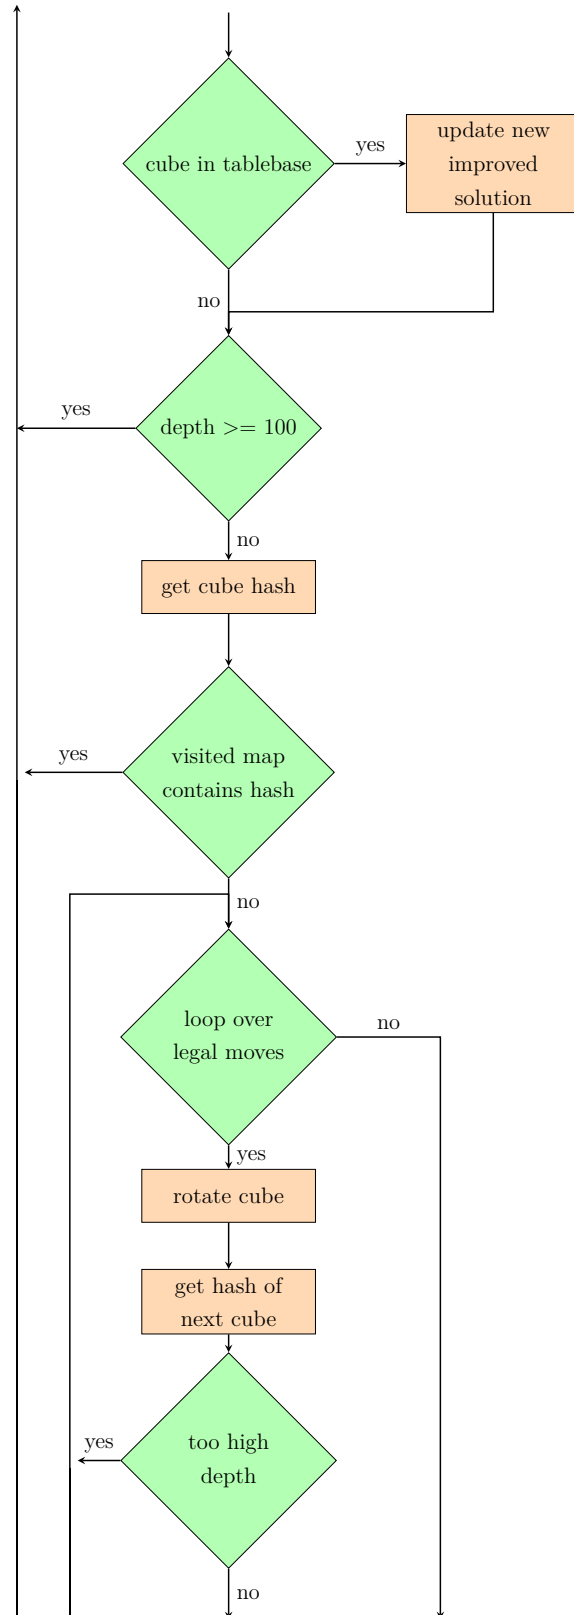 cube in tablebase
yes
update new
improved
solution
no
yes
depth >= 100
no
get cube hash
yes
visited map
contains hash
no
loop over
legal moves
no
yes
rotate cube
get hash of
next cube
yes
too high
depth
no